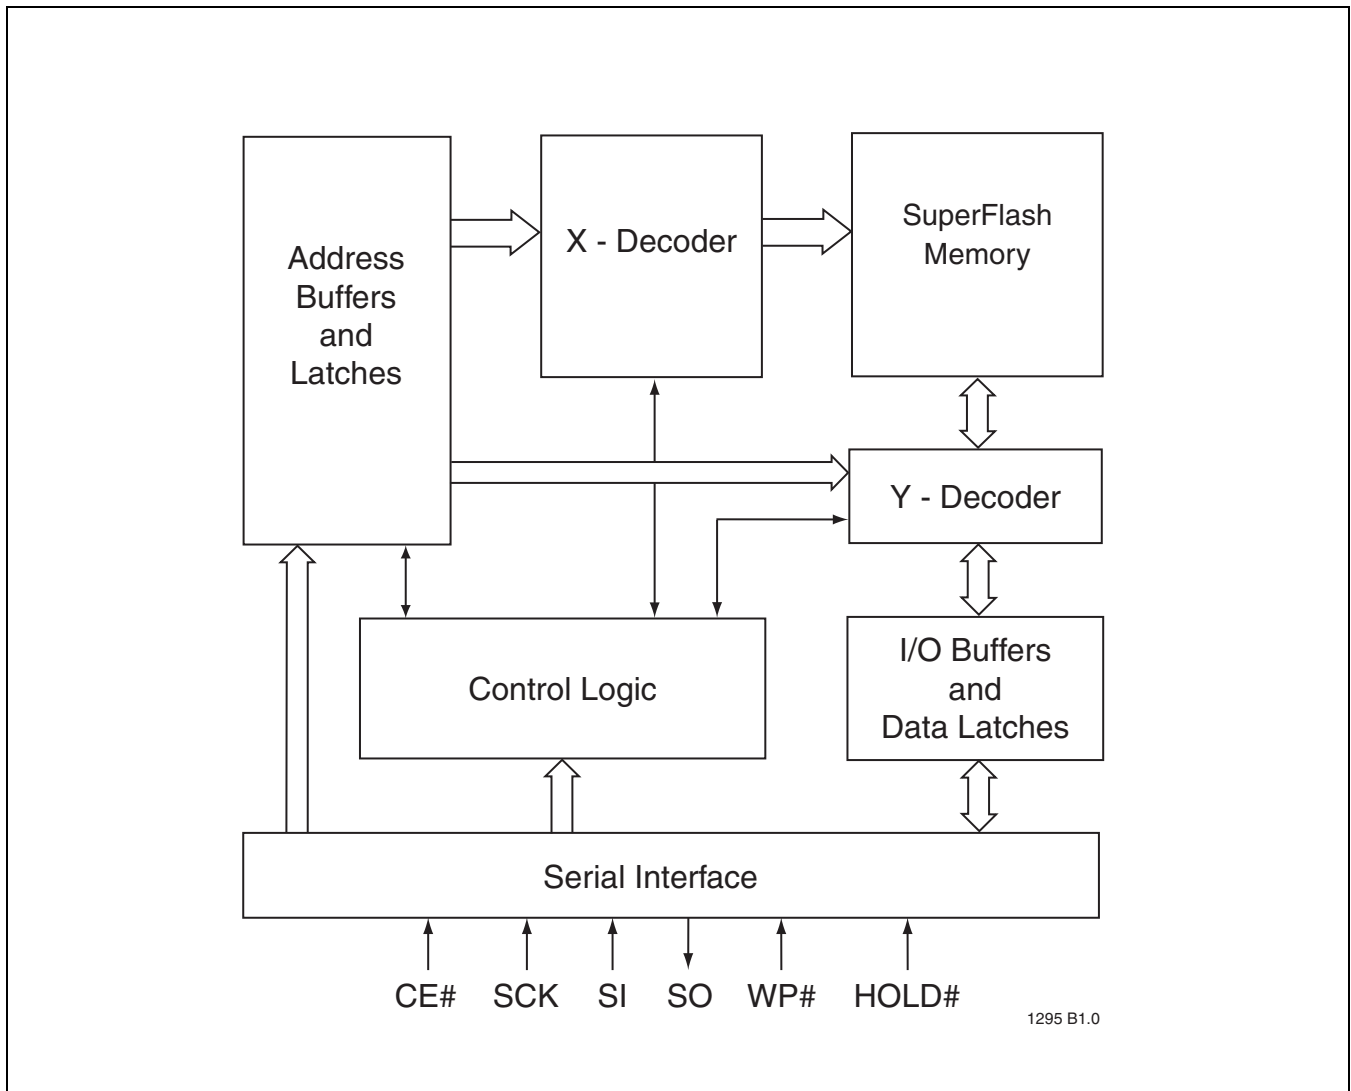 Address
Buffers
and
Latches
X - Decoder
SuperFlash
Memory
Y - Decoder
Control Logic
I/O Buffers
and
Data Latches
Serial Interface
CE# SCK SI SO WP# HOLD#
1295 B1.0